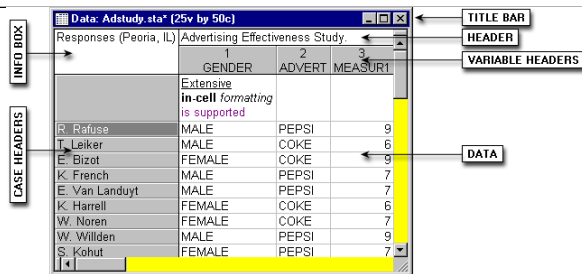 Data: Adstudy.sta* (25v by 50c)
TITLE BAR
INFO BOX
Responses (Peoria, IL) Advertising Effectiveness Study.
HEADER
1 2 3
GENDER ADVERT MEASUR1
VARIABLE HEADERS
Extensive
in-cell formatting
is supported
CASE HEADERS
R. Rafuse MALE PEPSI 9
T. Leiker MALE COKE 6
E. Bizot FEMALE COKE 9
DATA
K. French MALE PEPSI 7
E. Van Landuyt MALE PEPSI 7
K. Harrell FEMALE COKE 6
W. Noren FEMALE COKE 7
W. Willden MALE PEPSI 9
S. Kohut FEMALE PEPSI 7